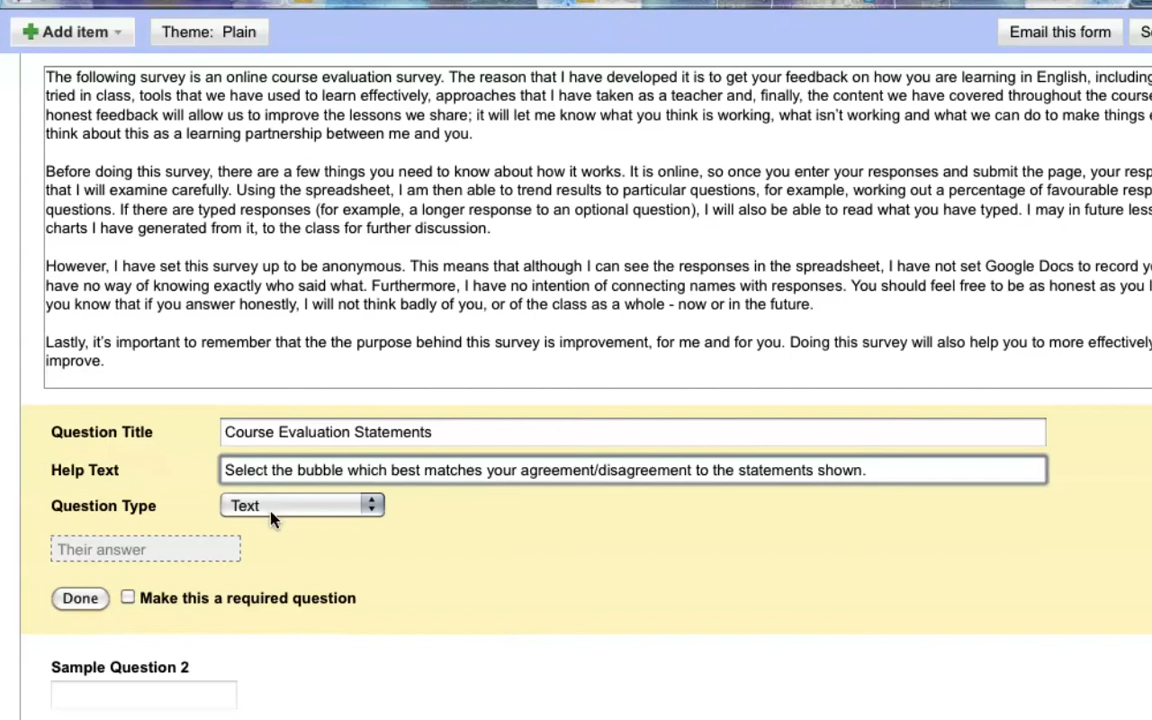 Add item
Theme: Plain
Email this form
The following survey is an online course evaluation survey. The reason that I have developed it is to get your feedback on how you are learning in English, including
tried in class, tools that we have used to learn effectively, approaches that I have taken as a teacher and, finally, the content we have covered throughout the course
honest feedback will allow us to improve the lessons we share; it will let me know what you think is working, what isn't working and what we can do to make things
think about this as a learning partnership between me and you.
Before doing this survey, there are a few things you need to know about how it works. It is online, so once you enter your responses and submit the page, your
that I will examine carefully. Using the spreadsheet, I am then able to trend results to particular questions, for example, working out a percentage of favourable
questions. If there are typed responses (for example, a longer response to an optional question), I will also be able to read what you have typed. I may in future
charts I have generated from it, to the class for further discussion.
However, I have set this survey up to be anonymous. This means that although I can see the responses in the spreadsheet, I have not set Google Docs to record
have no way of knowing exactly who said what. Furthermore, I have no intention of connecting names with responses. You should feel free to be as honest as you
you know that if you answer honestly, I will not think badly of you, or of the class as a whole - now or in the future.
Lastly, it's important to remember that the the purpose behind this survey is improvement, for me and for you. Doing this survey will also help you to more effectively
improve.
Question Title Course Evaluation Statements
Help Text Select the bubble which best matches your agreement/disagreement to the statements shown.
Question Type Text
Their answer
Done Make this a required question
Sample Question 2